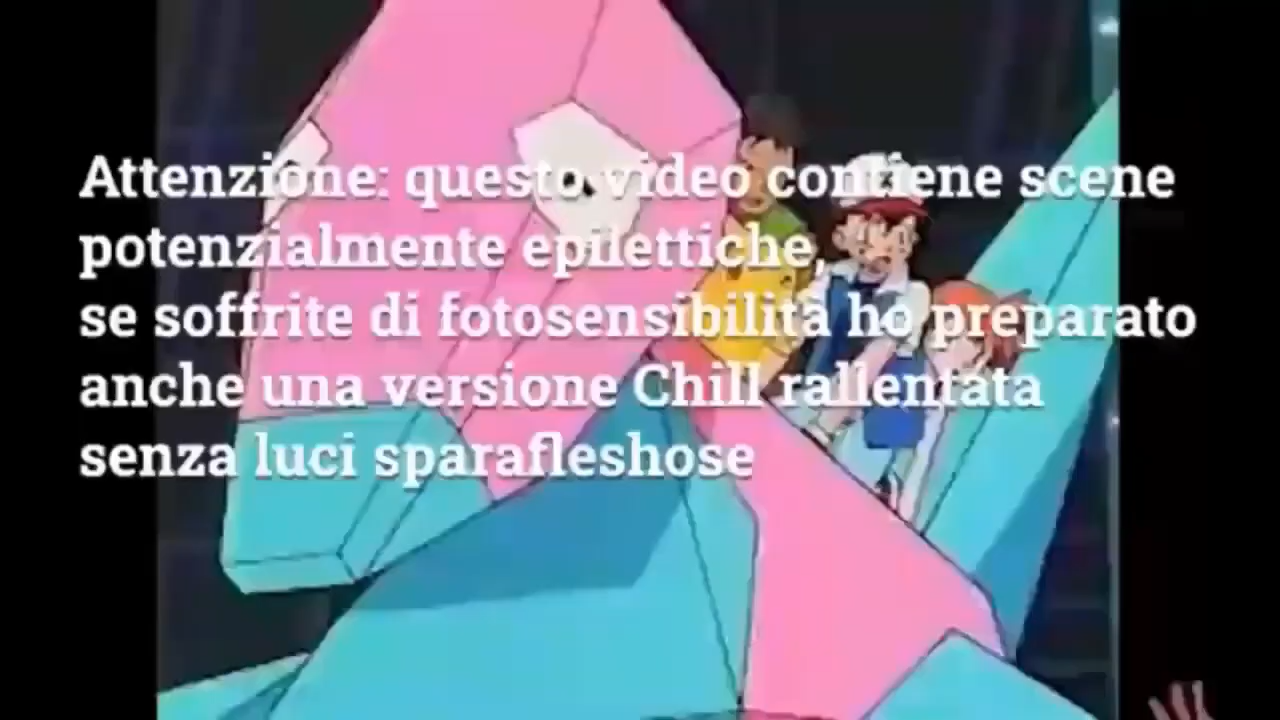 Attenzione: questo video contiene scene
potenzialmente epilettiche,
se soffrite di fotosensibilità ho preparato
anche una versione Chill rallentata
senza luci sparafleshose